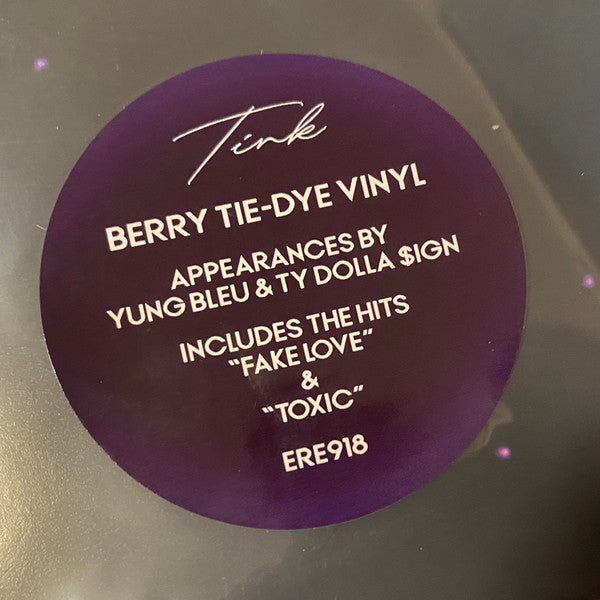 Tink
BERRY TIE-DYE VINYL
APPEARANCES BY
YUNG BLEU & TY DOLLA $IGN
INCLUDES THE HITS
“FAKE LOVE”
&
“TOXIC”
ERE918